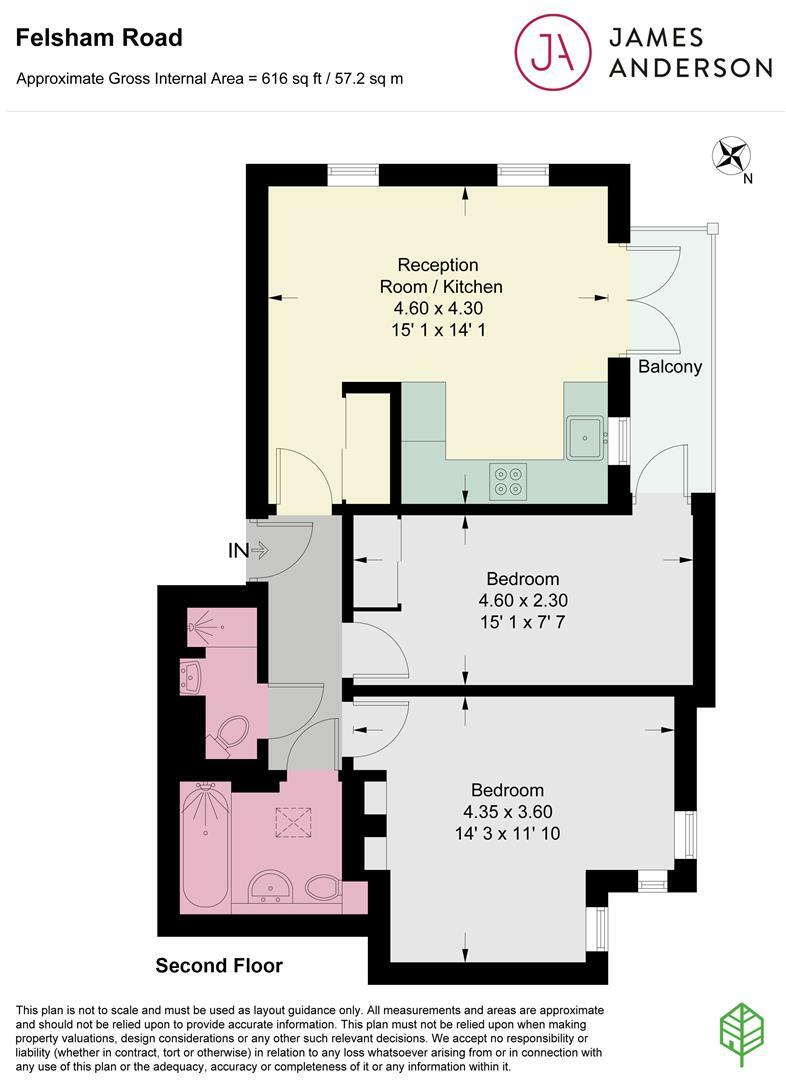 Felsham Road
Approximate Gross Internal Area = 616 sq ft / 57.2 sq m
JA
JAMES
ANDERSON
N
Reception
Room / Kitchen
4.60 x 4.30
15' 1 x 14' 1
Balcony
IN
Bedroom
4.60 x 2.30
15' 1 x 7' 7
Bedroom
4.35 x 3.60
14' 3 x 11' 10
Second Floor
This plan is not to scale and must be used as layout guidance only. All measurements and areas are approximate
and should not be relied upon to provide accurate information. This plan must not be relied upon when making
property valuations, design considerations or any other such relevant decisions. We accept no responsibility or
liability (whether in contract, tort or otherwise) in relation to any loss whatsoever arising from or in connection with
any use of this plan or the adequacy, accuracy or completeness of it or any information within it.